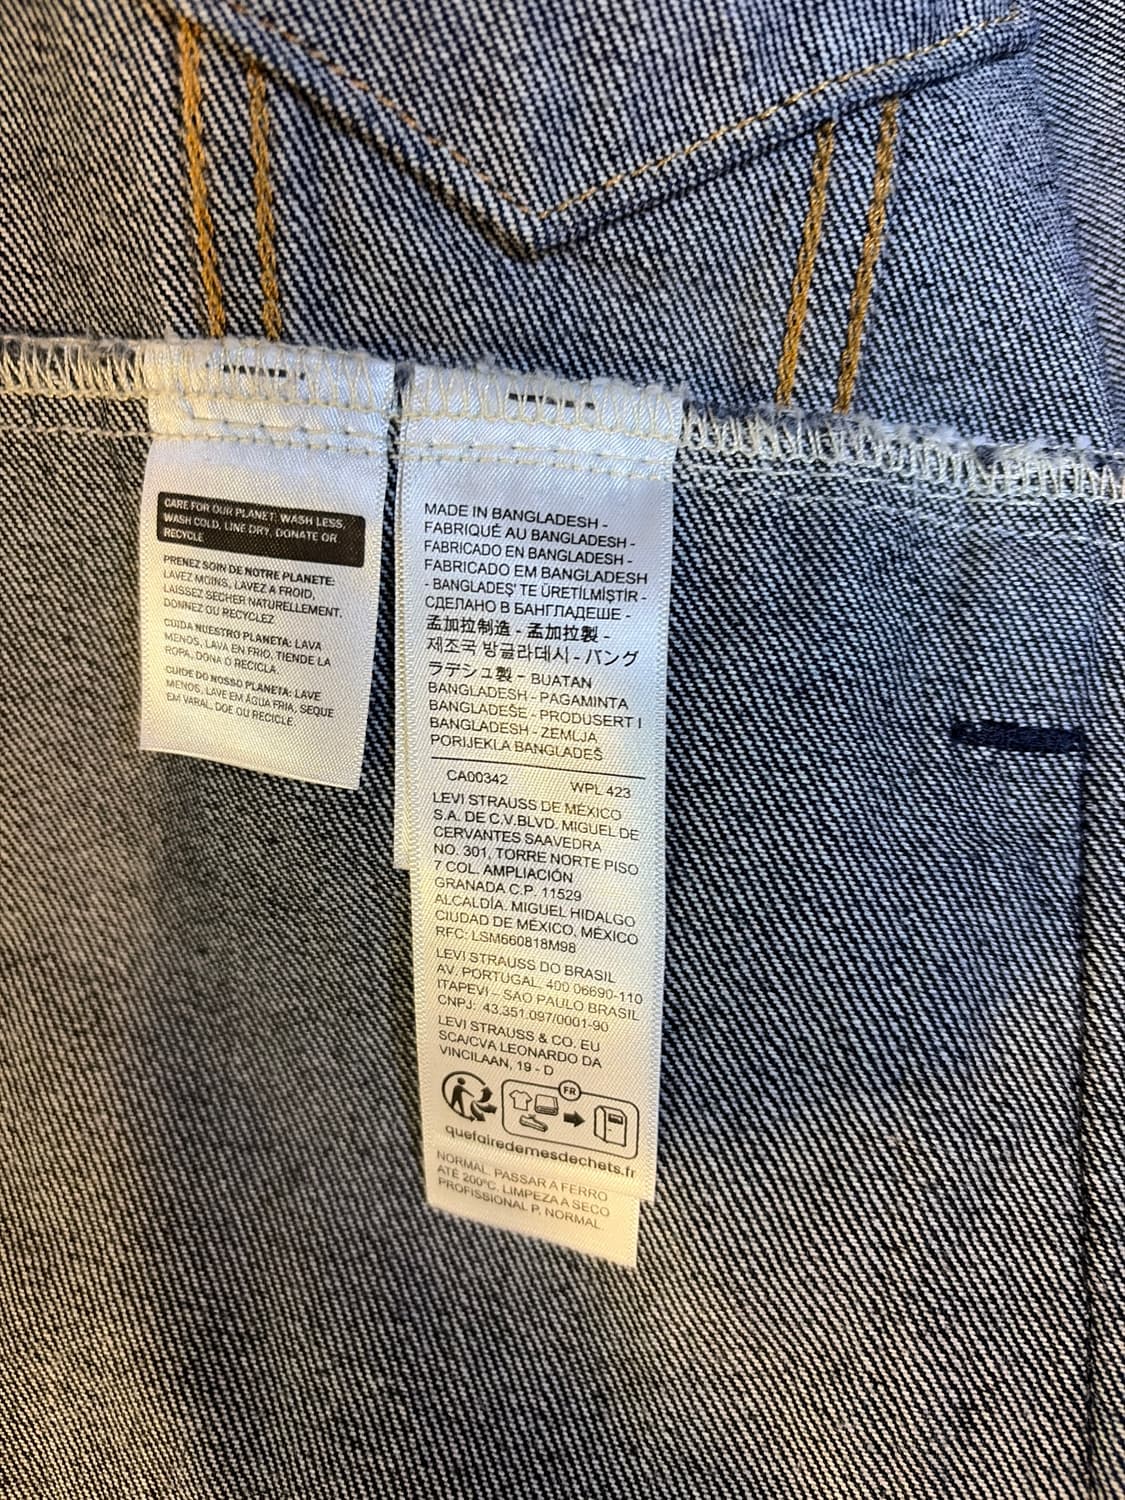 CARE FOR OUR PLANET: WASH LESS,
WASH COLD, LINE DRY, DONATE OR
RECYCLE
PRENEZ SOIN DE NOTRE PLANETE:
LAVEZ MOINS, LAVEZ A FROID,
LAISSEZ SECHER NATURELLEMENT.
DONNEZ OU RECYCLEZ
CUIDA NUESTRO PLANETA: LAVA
MENOS, LAVA EN FRIO, TIENDE LA
ROPA, DONA O RECICLA.
CUIDE DO NOSSO PLANETA: LAVE
MENOS, LAVE EM ÁGUA FRIA, SEQUE
EM VARAL, DOE OU RECICLE.
MADE IN BANGLADESH -
FABRIQUÉ AU BANGLADESH -
FABRICADO EN BANGLADESH -
FABRICADO EM BANGLADESH
- BANGLADEŞ' TE ÜRETİLMİŞTİR -
СДЕЛАНО В БАНГЛАДЕШЕ -
孟加拉制造 - 孟加拉製 -
제조국 방글라데시 - バング
ラデシュ製 - BUATAN
BANGLADESH - PAGAMINTA
BANGLADEŠE - PRODUSERT I
BANGLADESH - ZEMLJA
PORIJEKLA BANGLADEŠ
CA00342 WPL 423
LEVI STRAUSS DE MÉXICO
S.A. DE C.V.BLVD. MIGUEL DE
CERVANTES SAAVEDRA
NO. 301, TORRE NORTE PISO
7 COL. AMPLIACIÓN
GRANADA C.P. 11529
ALCALDÍA. MIGUEL HIDALGO
CIUDAD DE MÉXICO, MÉXICO
RFC: LSM660818M98
LEVI STRAUSS DO BRASIL
AV. PORTUGAL, 400 06690-110
ITAPEVI - SAO PAULO BRASIL
CNPJ: 43.351.097/0001-90
LEVI STRAUSS & CO. EU
SCA/CVA LEONARDO DA
VINCILAAN, 19 - D
FR
quefairedemesdechets.fr
NORMAL. PASSAR A FERRO
ATÉ 200ºC. LIMPEZA A SECO
PROFISSIONAL P. NORMAL.